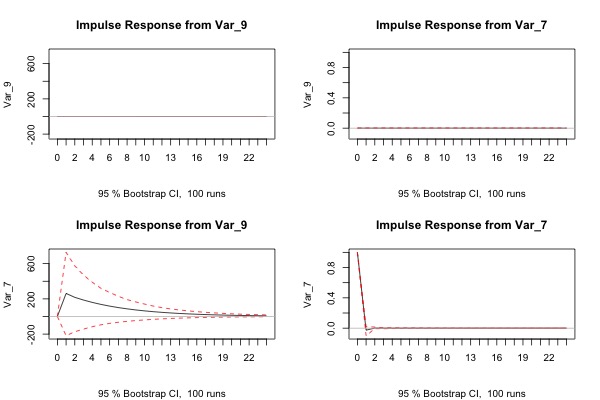 Impulse Response from Var_9
Var_9
-200 200 600
0 2 4 6 8 10 13 16 19 22
95 % Bootstrap CI, 100 runs
Impulse Response from Var_7
Var_9
0.0 0.4 0.8
0 2 4 6 8 10 13 16 19 22
95 % Bootstrap CI, 100 runs
Impulse Response from Var_9
Var_7
-200 200 600
0 2 4 6 8 10 13 16 19 22
95 % Bootstrap CI, 100 runs
Impulse Response from Var_7
Var_7
0.0 0.4 0.8
0 2 4 6 8 10 13 16 19 22
95 % Bootstrap CI, 100 runs